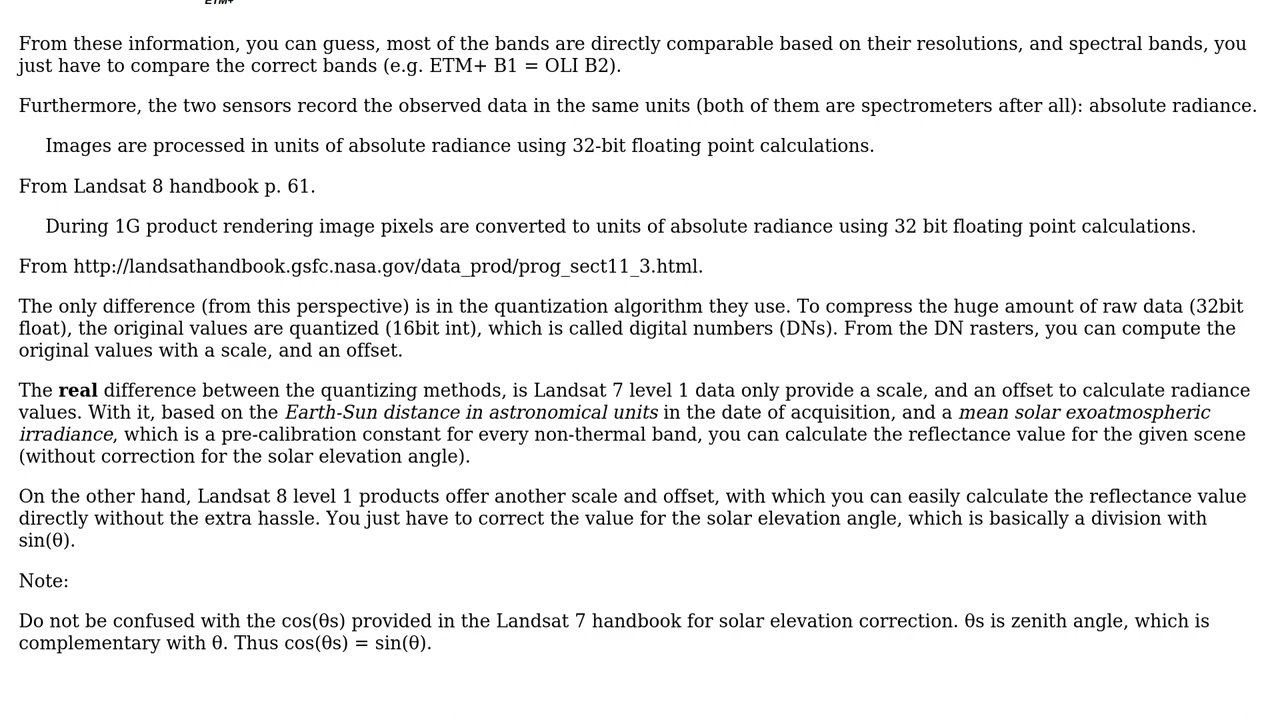 ETM+
From these information, you can guess, most of the bands are directly comparable based on their resolutions, and spectral bands, you
just have to compare the correct bands (e.g. ETM+ B1 = OLI B2).
Furthermore, the two sensors record the observed data in the same units (both of them are spectrometers after all): absolute radiance.
Images are processed in units of absolute radiance using 32-bit floating point calculations.
From Landsat 8 handbook p. 61.
During 1G product rendering image pixels are converted to units of absolute radiance using 32 bit floating point calculations.
From http://landsathandbook.gsfc.nasa.gov/data_prod/prog_sect11_3.html.
The only difference (from this perspective) is in the quantization algorithm they use. To compress the huge amount of raw data (32bit
float), the original values are quantized (16bit int), which is called digital numbers (DNs). From the DN rasters, you can compute the
original values with a scale, and an offset.
The real difference between the quantizing methods, is Landsat 7 level 1 data only provide a scale, and an offset to calculate radiance
values. With it, based on the Earth-Sun distance in astronomical units in the date of acquisition, and a mean solar exoatmospheric
irradiance, which is a pre-calibration constant for every non-thermal band, you can calculate the reflectance value for the given scene
(without correction for the solar elevation angle).
On the other hand, Landsat 8 level 1 products offer another scale and offset, with which you can easily calculate the reflectance value
directly without the extra hassle. You just have to correct the value for the solar elevation angle, which is basically a division with
sin(θ).
Note:
Do not be confused with the cos(θs) provided in the Landsat 7 handbook for solar elevation correction. θs is zenith angle, which is
complementary with θ. Thus cos(θs) = sin(θ).